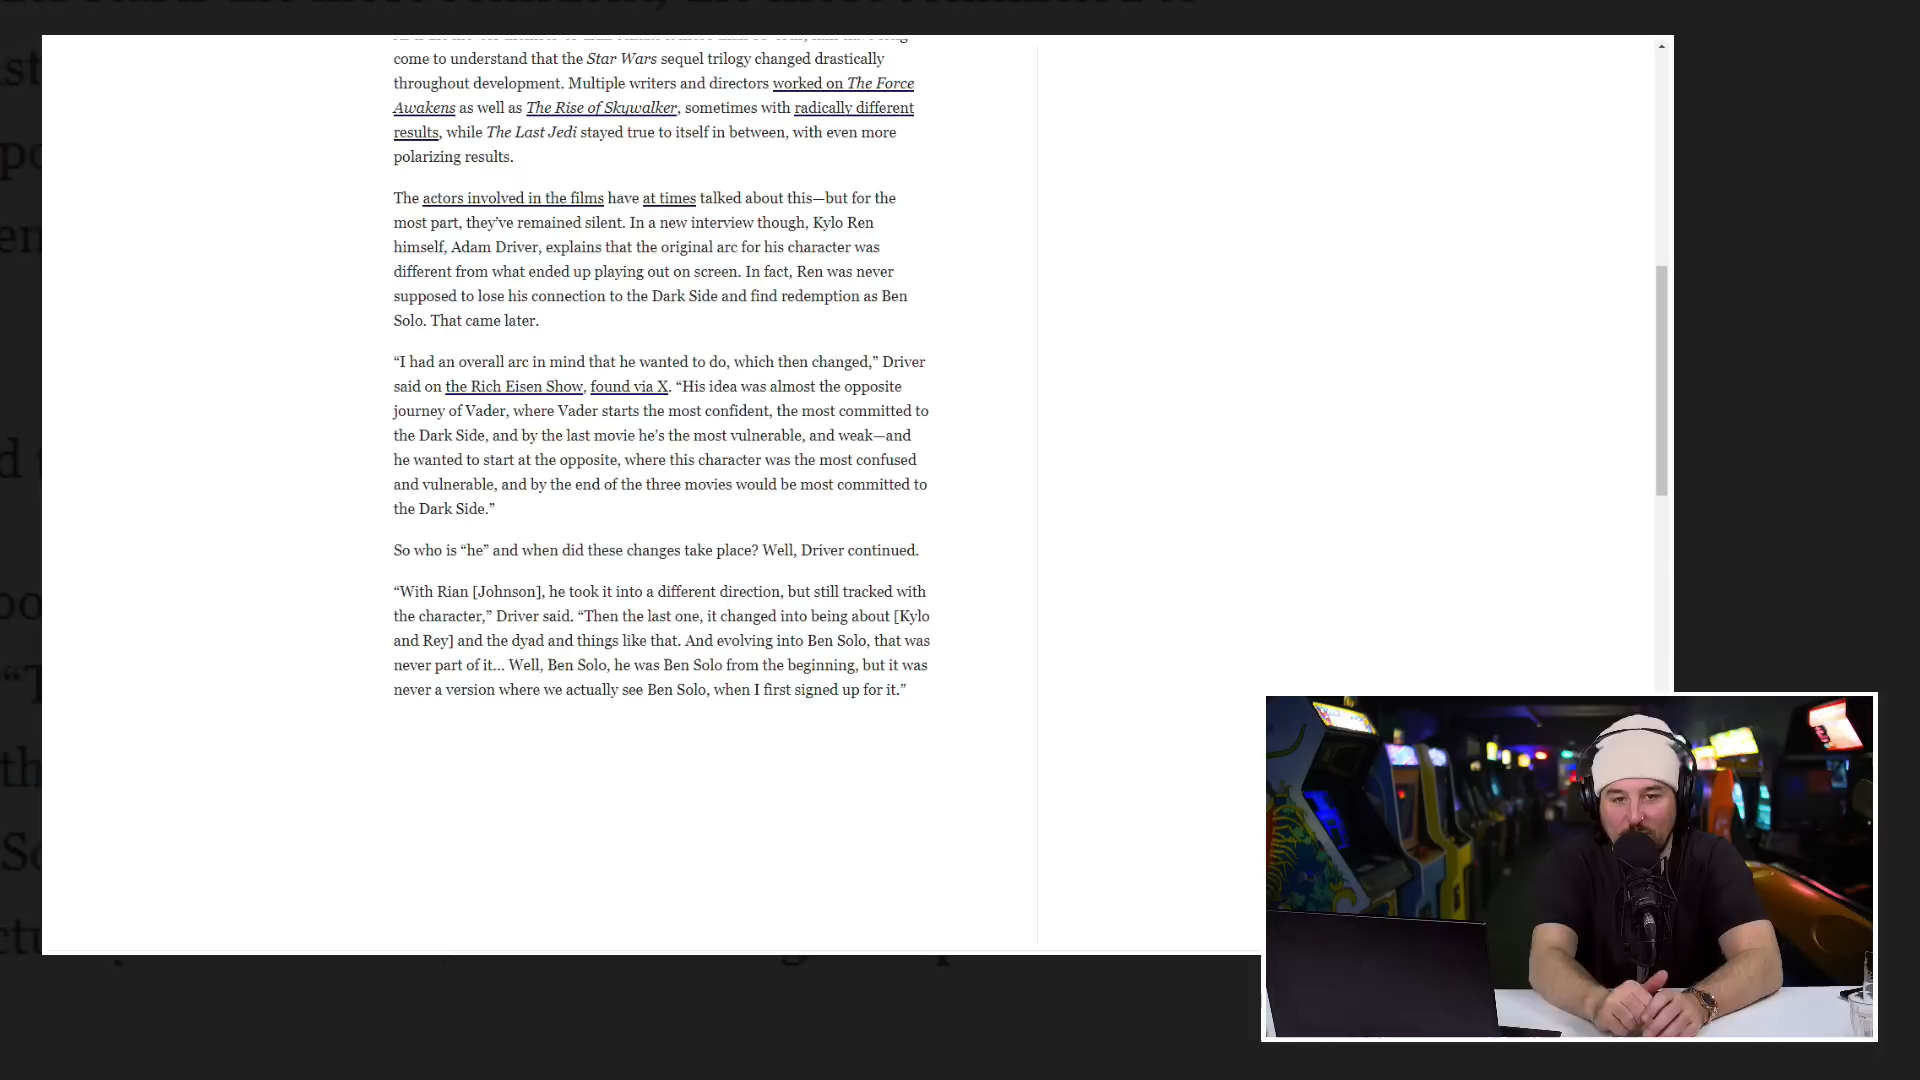 come to understand that the Star Wars sequel trilogy changed drastically
throughout development. Multiple writers and directors worked on The Force
Awakens as well as The Rise of Skywalker, sometimes with radically different
results, while The Last Jedi stayed true to itself in between, with even more
polarizing results.
The actors involved in the films have at times talked about this—but for the
most part, they’ve remained silent. In a new interview though, Kylo Ren
himself, Adam Driver, explains that the original arc for his character was
different from what ended up playing out on screen. In fact, Ren was never
supposed to lose his connection to the Dark Side and find redemption as Ben
Solo. That came later.
“I had an overall arc in mind that he wanted to do, which then changed,” Driver
said on the Rich Eisen Show, found via X. “His idea was almost the opposite
journey of Vader, where Vader starts the most confident, the most committed to
the Dark Side, and by the last movie he’s the most vulnerable, and weak—and
he wanted to start at the opposite, where this character was the most confused
and vulnerable, and by the end of the three movies would be most committed to
the Dark Side.”
So who is “he” and when did these changes take place? Well, Driver continued.
“With Rian [Johnson], he took it into a different direction, but still tracked with
the character,” Driver said. “Then the last one, it changed into being about [Kylo
and Rey] and the dyad and things like that. And evolving into Ben Solo, that was
never part of it... Well, Ben Solo, he was Ben Solo from the beginning, but it was
never a version where we actually see Ben Solo, when I first signed up for it.”